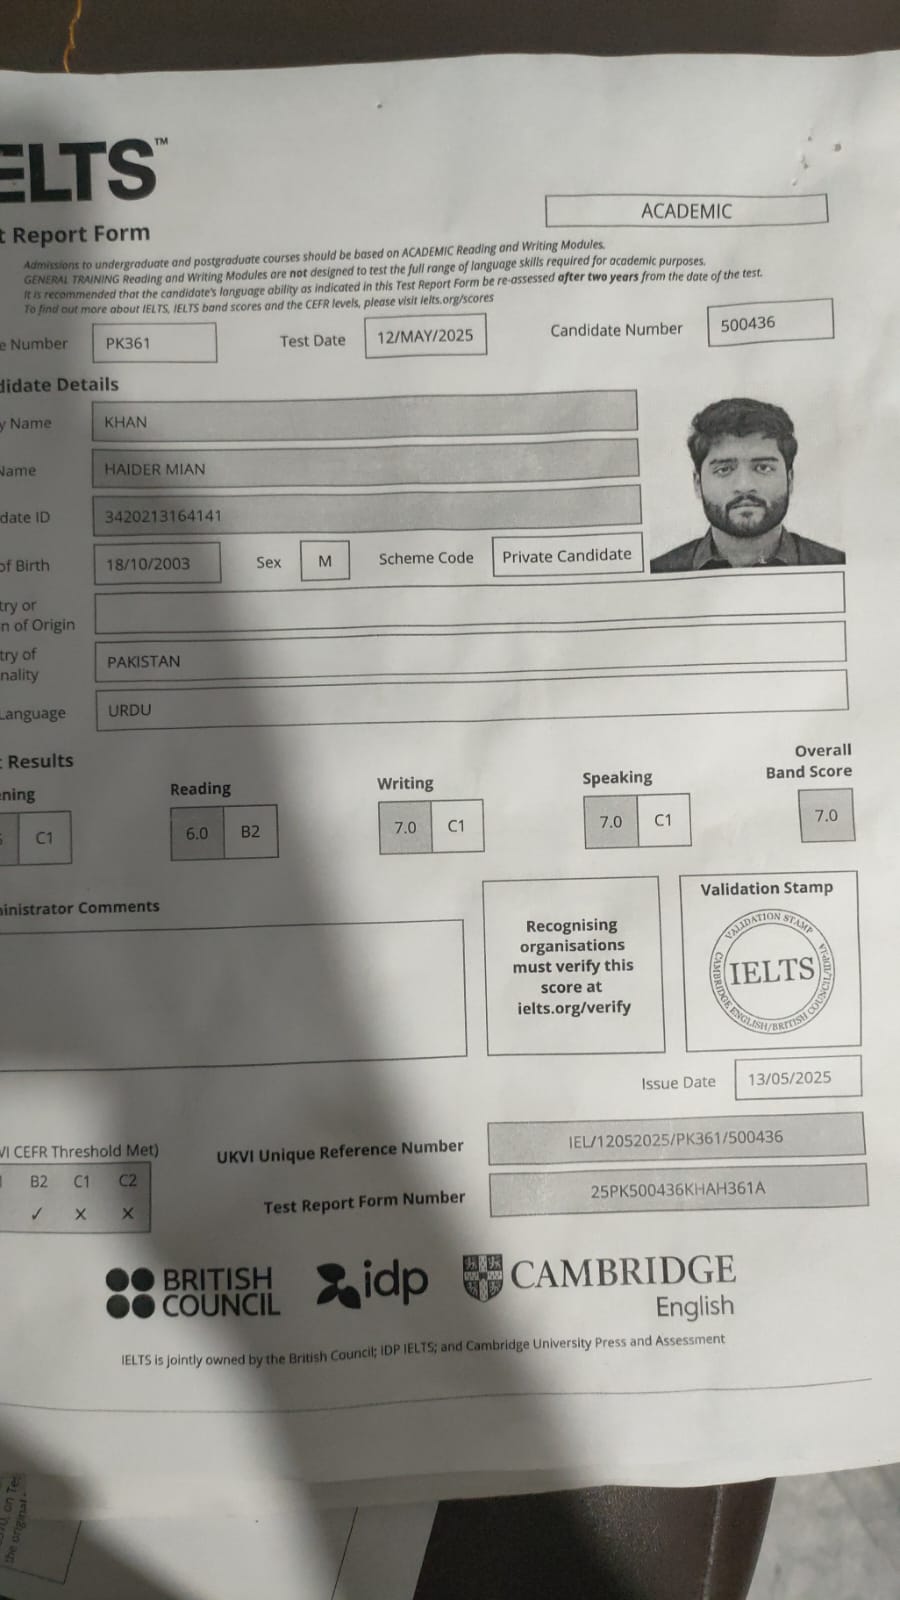 ELTS™
ACADEMIC
t Report Form
Admissions to undergraduate and postgraduate courses should be based on ACADEMIC Reading and Writing Modules.
GENERAL TRAINING Reading and Writing Modules are not designed to test the full range of language skills required for academic purposes.
It is recommended that the candidate's language ability as indicated in this Test Report Form be re-assessed after two years from the date of the test.
To find out more about IELTS, IELTS band scores and the CEFR levels, please visit ielts.org/scores
e Number PK361 Test Date 12/MAY/2025 Candidate Number 500436
didate Details
y Name KHAN
Name HAIDER MIAN
date ID 3420213164141
of Birth 18/10/2003 Sex M Scheme Code Private Candidate
try or
n of Origin
try of
nality PAKISTAN
Language URDU
t Results
ning Reading Writing Speaking Overall Band Score
C1 6.0 B2 7.0 C1 7.0 C1 7.0
ministrator Comments
Recognising
organisations
must verify this
score at
ielts.org/verify
Validation Stamp
VALIDATION STAMP
IELTS
CAMBRIDGE ENGLISH/BRITISH COUNCIL/IDP:IA
Issue Date 13/05/2025
VI CEFR Threshold Met)
B2 C1 C2
✓ X X
UKVI Unique Reference Number IEL/12052025/PK361/500436
Test Report Form Number 25PK500436KHAH361A
BRITISH
COUNCIL
idp
CAMBRIDGE
English
IELTS is jointly owned by the British Council; IDP IELTS; and Cambridge University Press and Assessment
on Te
the original